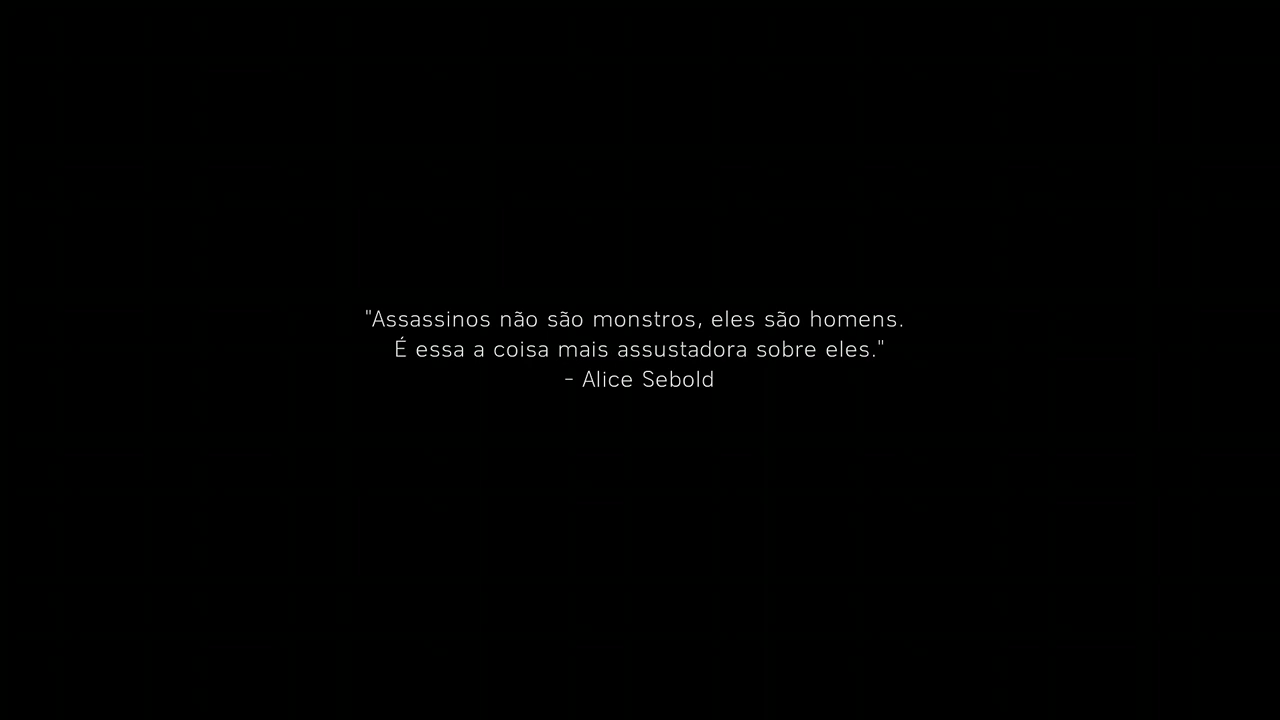 "Assassinos não são monstros, eles são homens.
É essa a coisa mais assustadora sobre eles."
- Alice Sebold